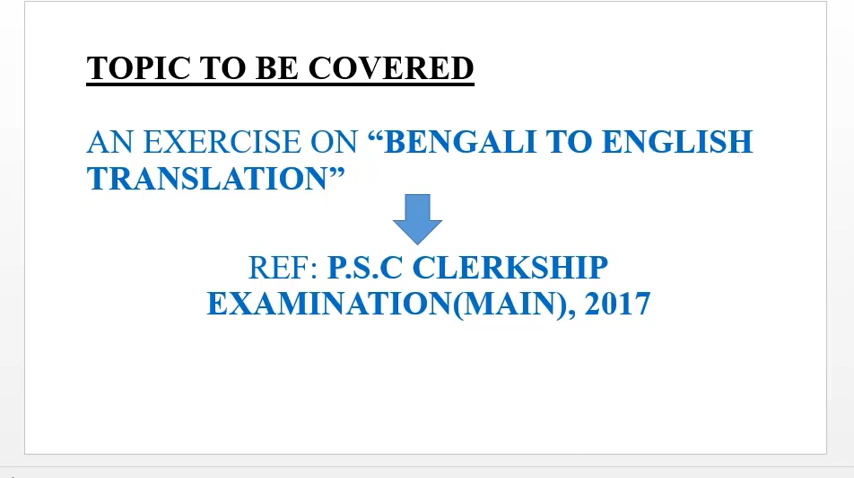 TOPIC TO BE COVERED
AN EXERCISE ON “BENGALI TO ENGLISH
TRANSLATION”
REF: P.S.C CLERKSHIP
EXAMINATION(MAIN), 2017